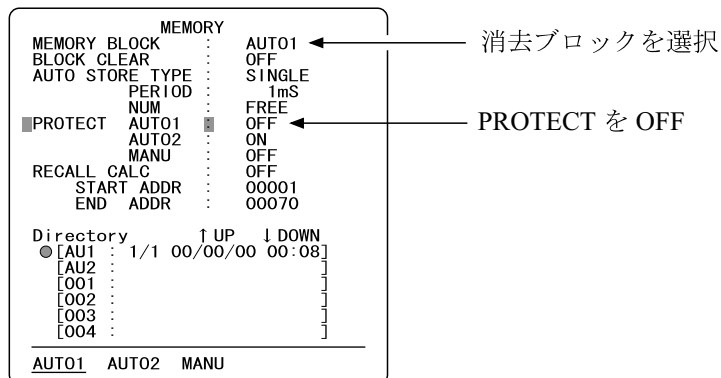 MEMORY
MEMORY BLOCK : AUTO1
消去ブロックを選択
BLOCK CLEAR : OFF
AUTO STORE TYPE : SINGLE
PERIOD : 1mS
NUM : FREE
PROTECT AUTO1 : OFF
PROTECT を OFF
AUTO2 : ON
MANU : OFF
RECALL CALC : OFF
START ADDR : 00001
END ADDR : 00070
Directory ↑UP ↓DOWN
[AU1 : 1/1 00/00/00 00:08]
[AU2 : ]
[001 : ]
[002 : ]
[003 : ]
[004 : ]
AUTO1 AUTO2 MANU